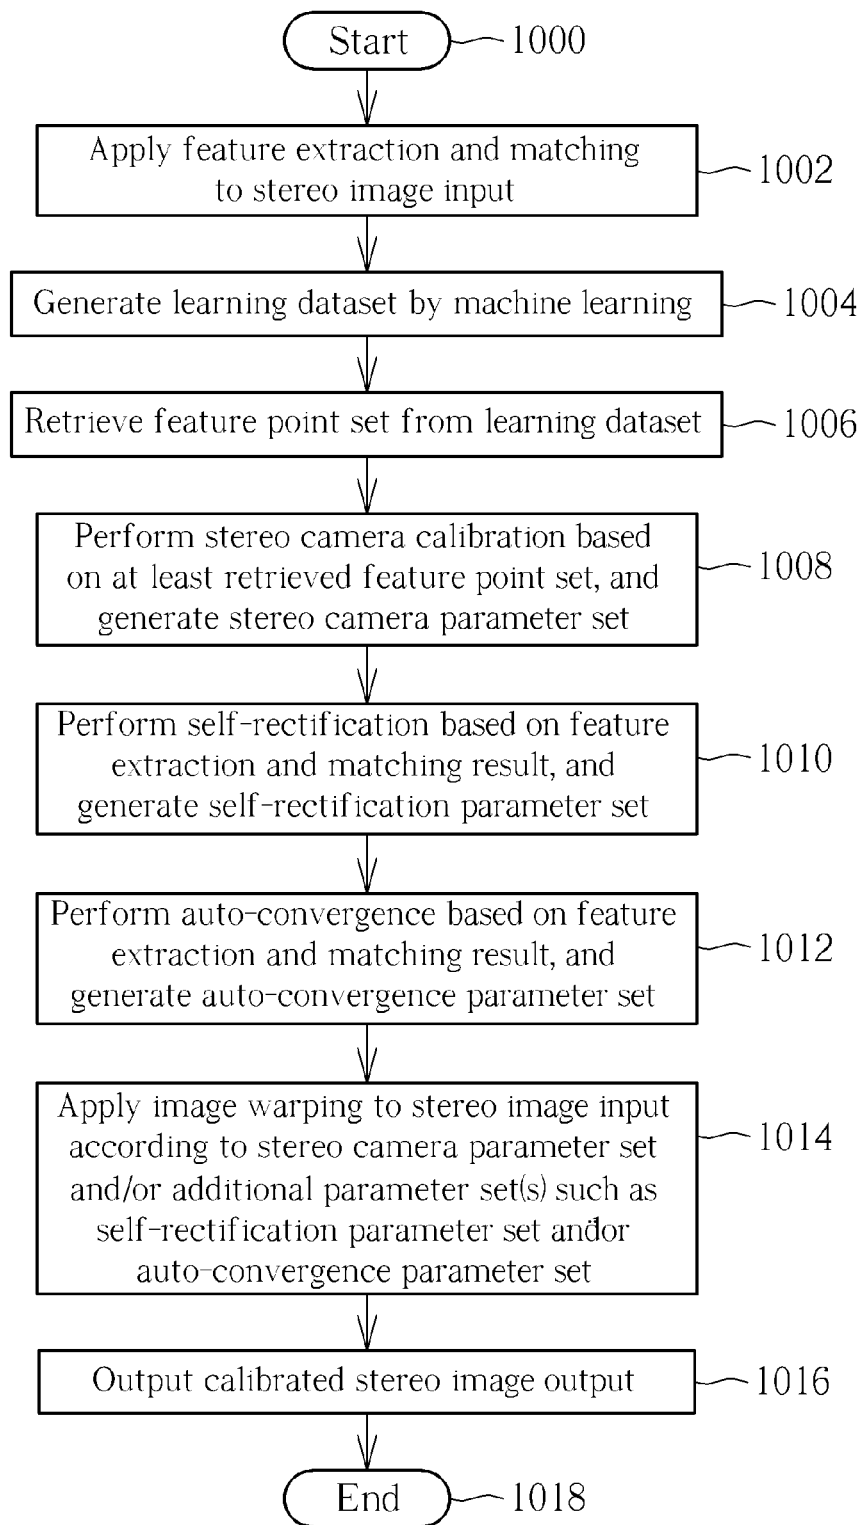 Start
1000
Apply feature extraction and matching
to stereo image input
1002
Generate learning dataset by machine learning
1004
Retrieve feature point set from learning dataset
1006
Perform stereo camera calibration based
on at least retrieved feature point set, and
generate stereo camera parameter set
1008
Perform self-rectification based on feature
extraction and matching result, and
generate self-rectification parameter set
1010
Perform auto-convergence based on feature
extraction and matching result, and
generate auto-convergence parameter set
1012
Apply image warping to stereo image input
according to stereo camera parameter set
and/or additional parameter set(s) such as
self-rectification parameter set and/or
auto-convergence parameter set
1014
Output calibrated stereo image output
1016
End
1018